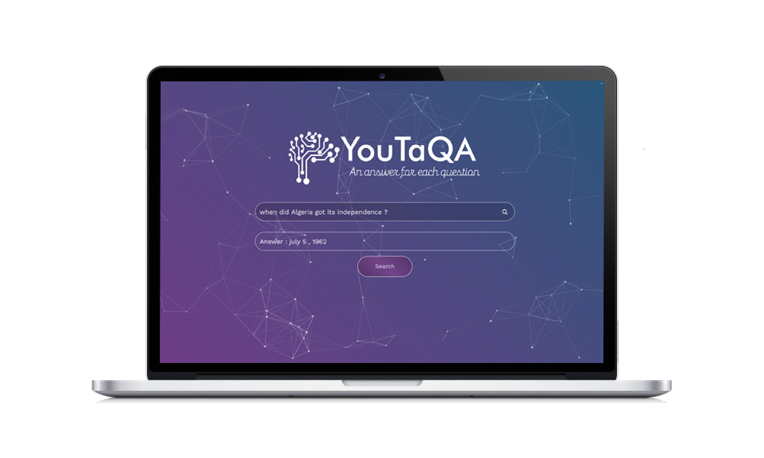 YouTaQA
An answer for each question
when did Algeria got its Independence ?
Answer : july 5 , 1962
Search